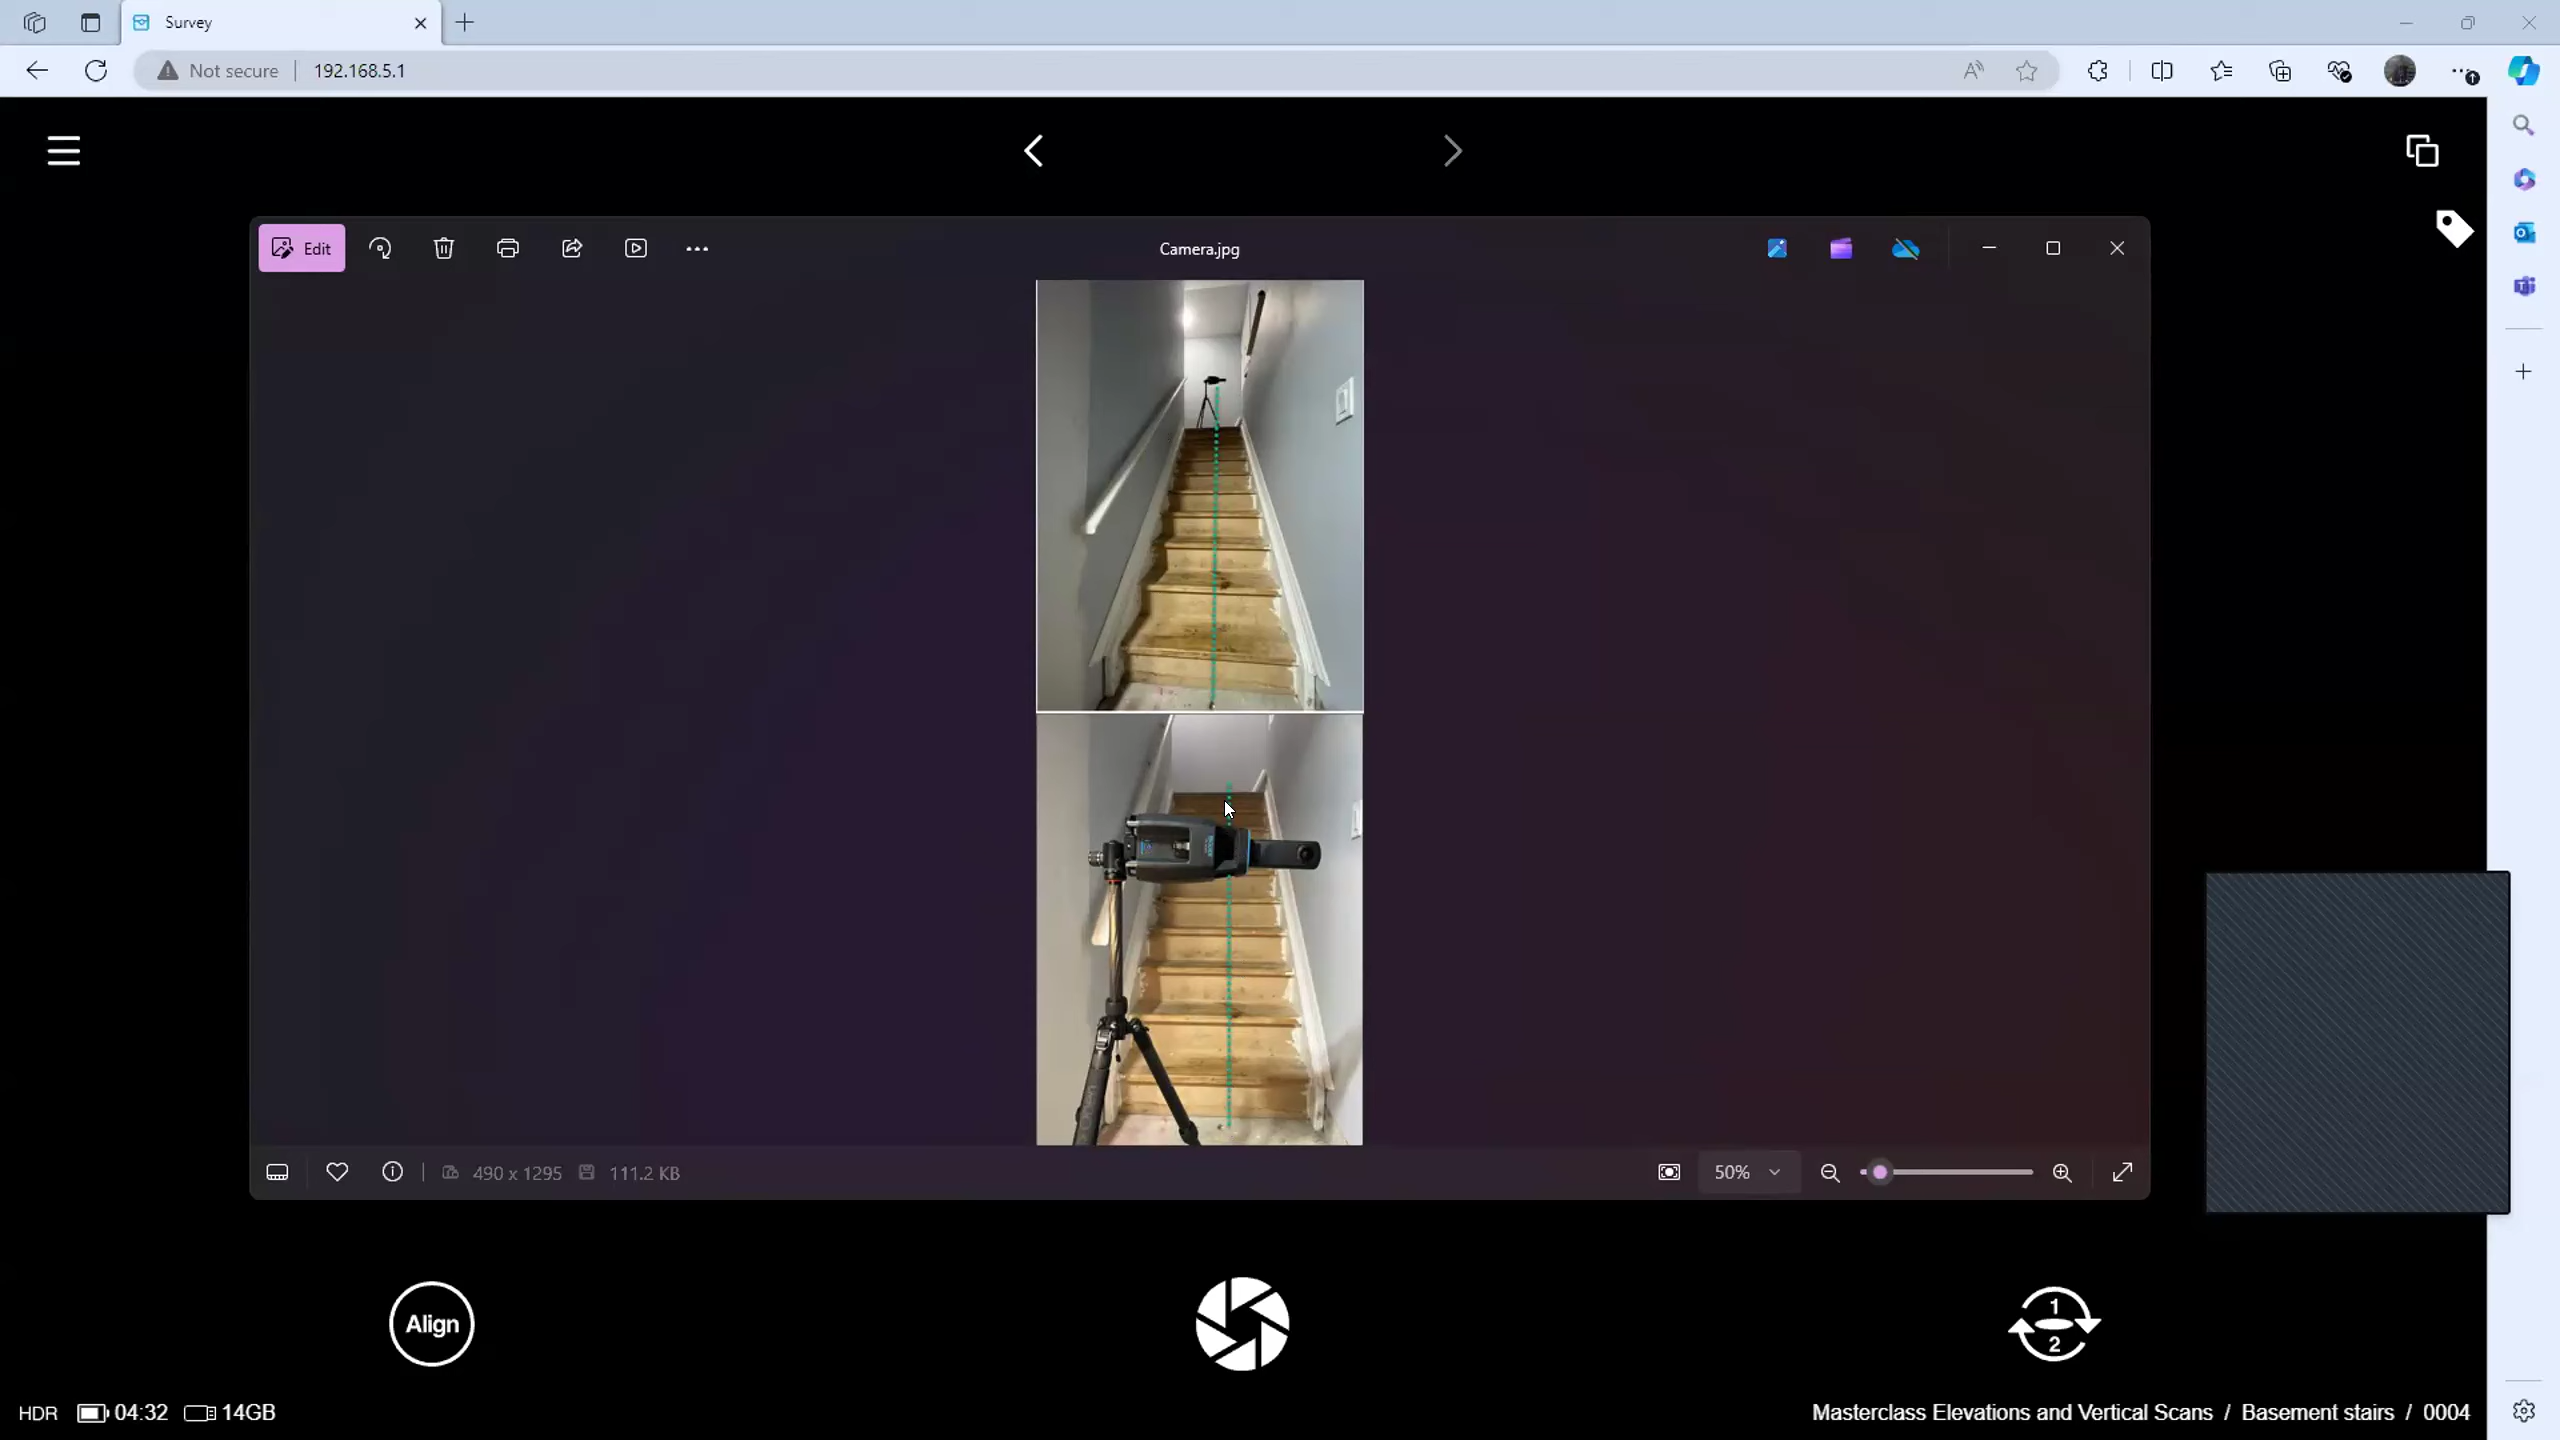 Survey
Not secure
192.168.5.1
Edit
Camera.jpg
490 x 1295
111.2 KB
50%
Align
1
2
HDR
04:32
14GB
Masterclass Elevations and Vertical Scans / Basement stairs / 0004